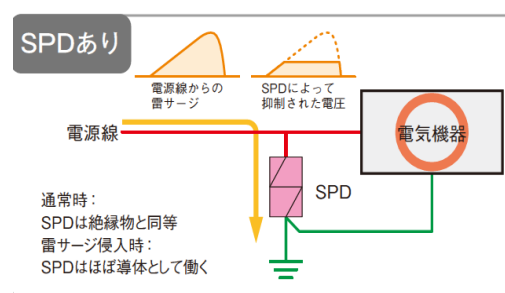 SPDあり
電源線からの
雷サージ
SPDによって
抑制された電圧
電源線
電気機器
SPD
通常時：
SPDは絶縁物と同等
雷サージ侵入時：
SPDはほぼ導体として働く